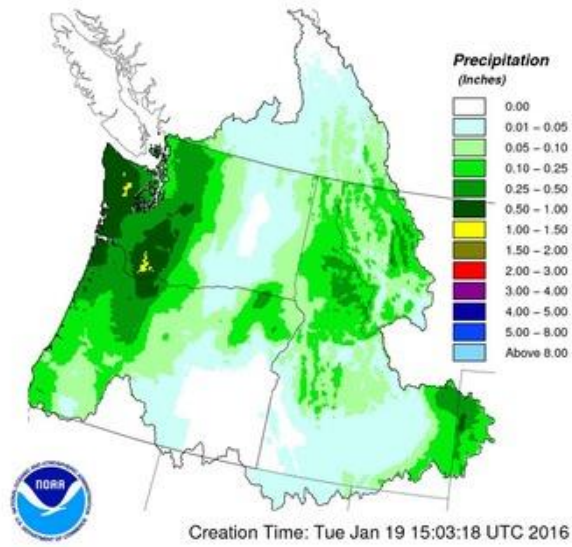 Precipitation
(Inches)
0.00
0.01 - 0.05
0.05 - 0.10
0.10 - 0.25
0.25 - 0.50
0.50 - 1.00
1.00 - 1.50
1.50 - 2.00
2.00 - 3.00
3.00 - 4.00
4.00 - 5.00
5.00 - 8.00
Above 8.00
NOAA
Creation Time: Tue Jan 19 15:03:18 UTC 2016